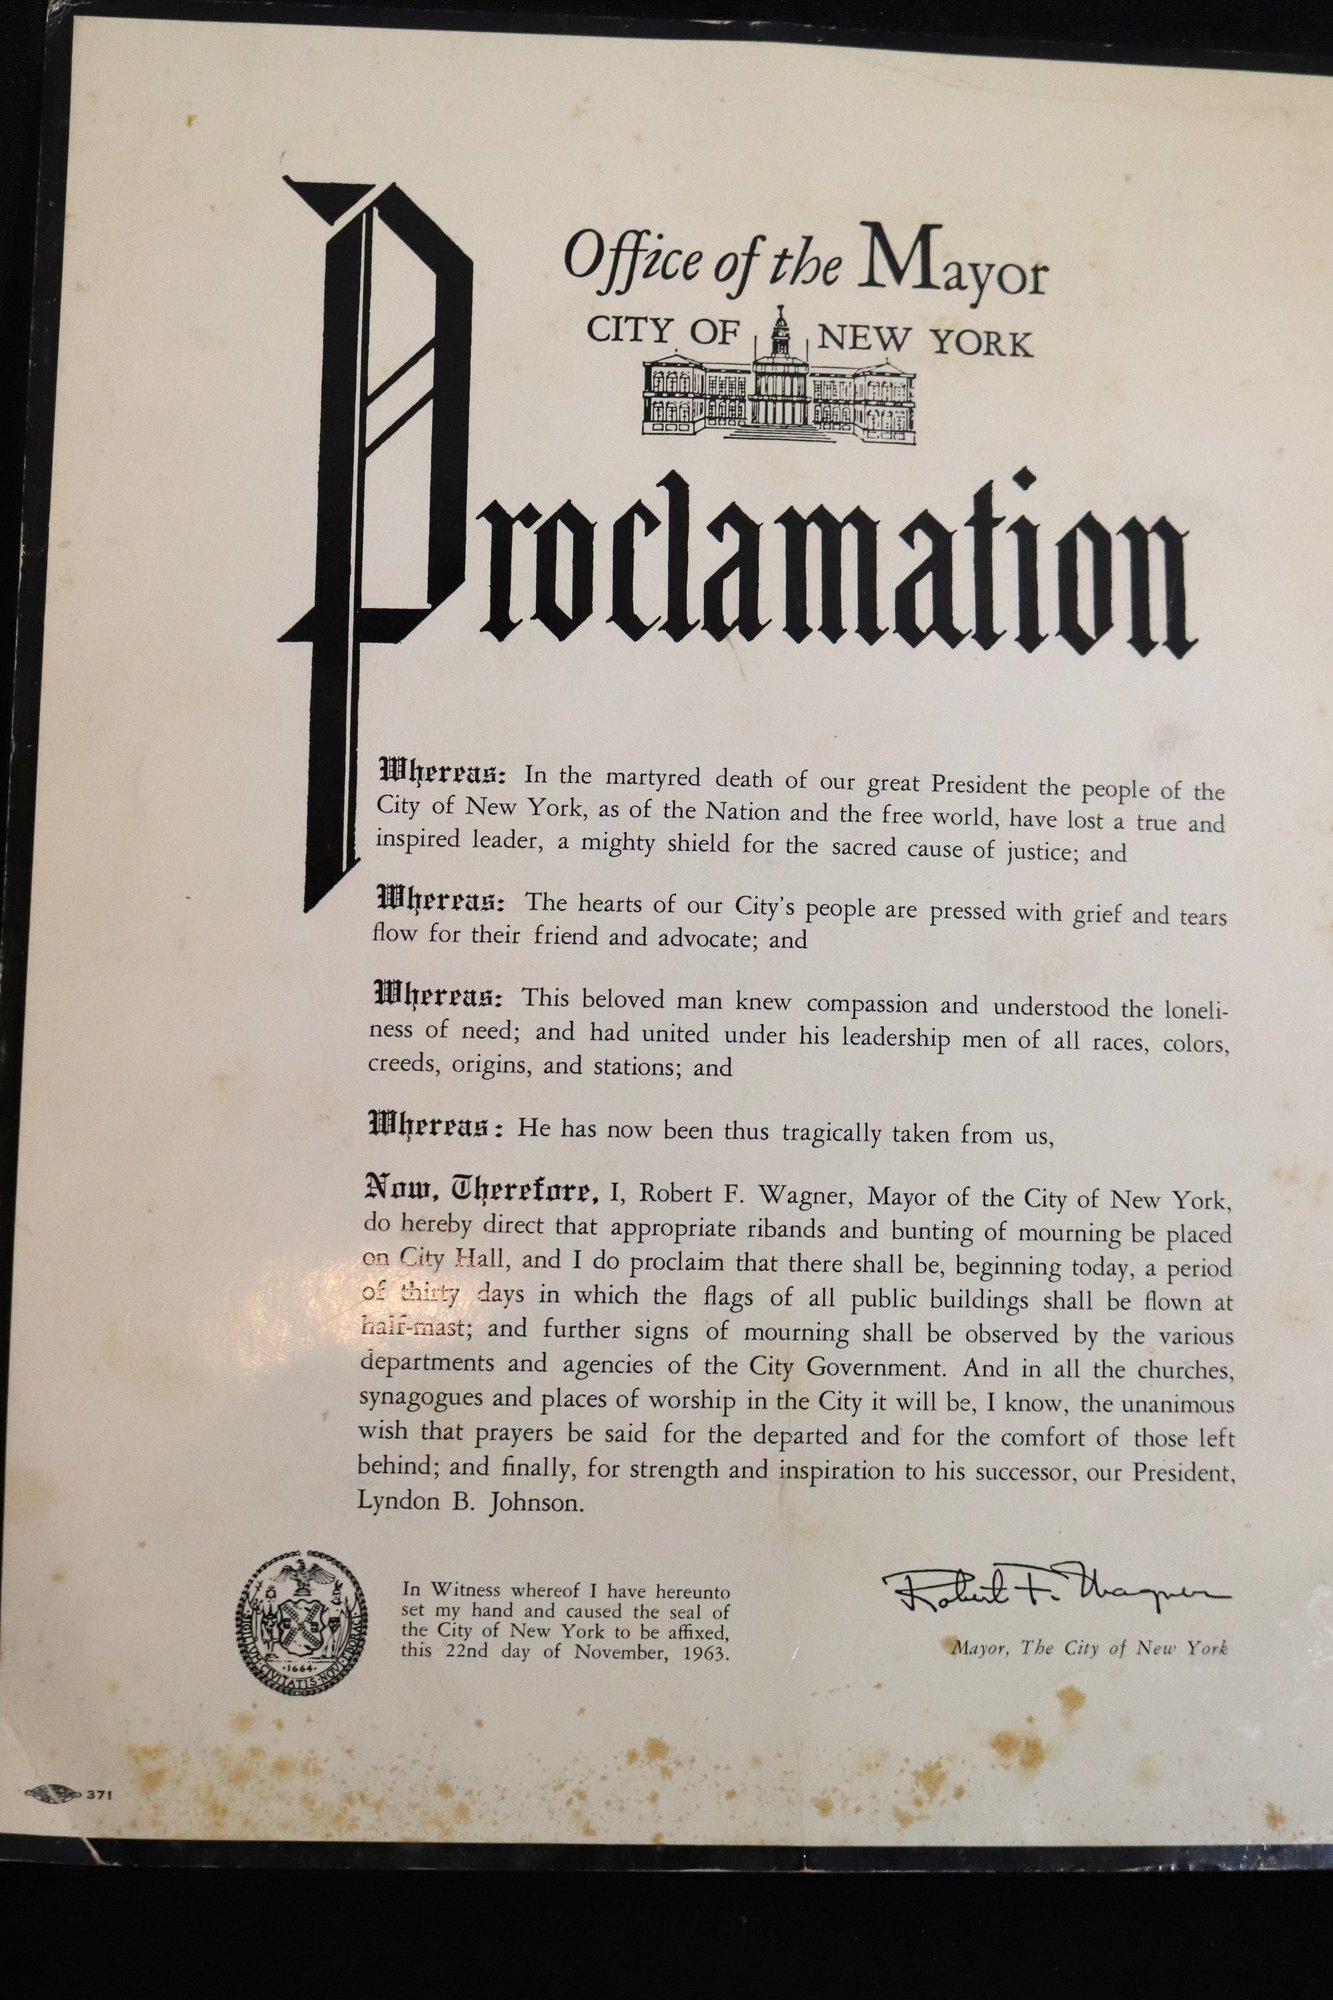 Office of the Mayor
CITY OF NEW YORK
Proclamation
Whereas: In the martyred death of our great President the people of the
City of New York, as of the Nation and the free world, have lost a true and
inspired leader, a mighty shield for the sacred cause of justice; and
Whereas: The hearts of our City's people are pressed with grief and tears
flow for their friend and advocate; and
Whereas: This beloved man knew compassion and understood the loneli-
ness of need; and had united under his leadership men of all races, colors,
creeds, origins, and stations; and
Whereas: He has now been thus tragically taken from us,
Now, Therefore, I, Robert F. Wagner, Mayor of the City of New York,
do hereby direct that appropriate ribands and bunting of mourning be placed
on City Hall, and I do proclaim that there shall be, beginning today, a period
of thirty days in which the flags of all public buildings shall be flown at
half-mast; and further signs of mourning shall be observed by the various
departments and agencies of the City Government. And in all the churches,
synagogues and places of worship in the City it will be, I know, the unanimous
wish that prayers be said for the departed and for the comfort of those left
behind; and finally, for strength and inspiration to his successor, our President,
Lyndon B. Johnson.
SIGILLUM CIVITATIS NOVI EBORACI
1664
In Witness whereof I have hereunto
set my hand and caused the seal of
the City of New York to be affixed,
this 22nd day of November, 1963.
Robert F. Wagner
Mayor, The City of New York
371